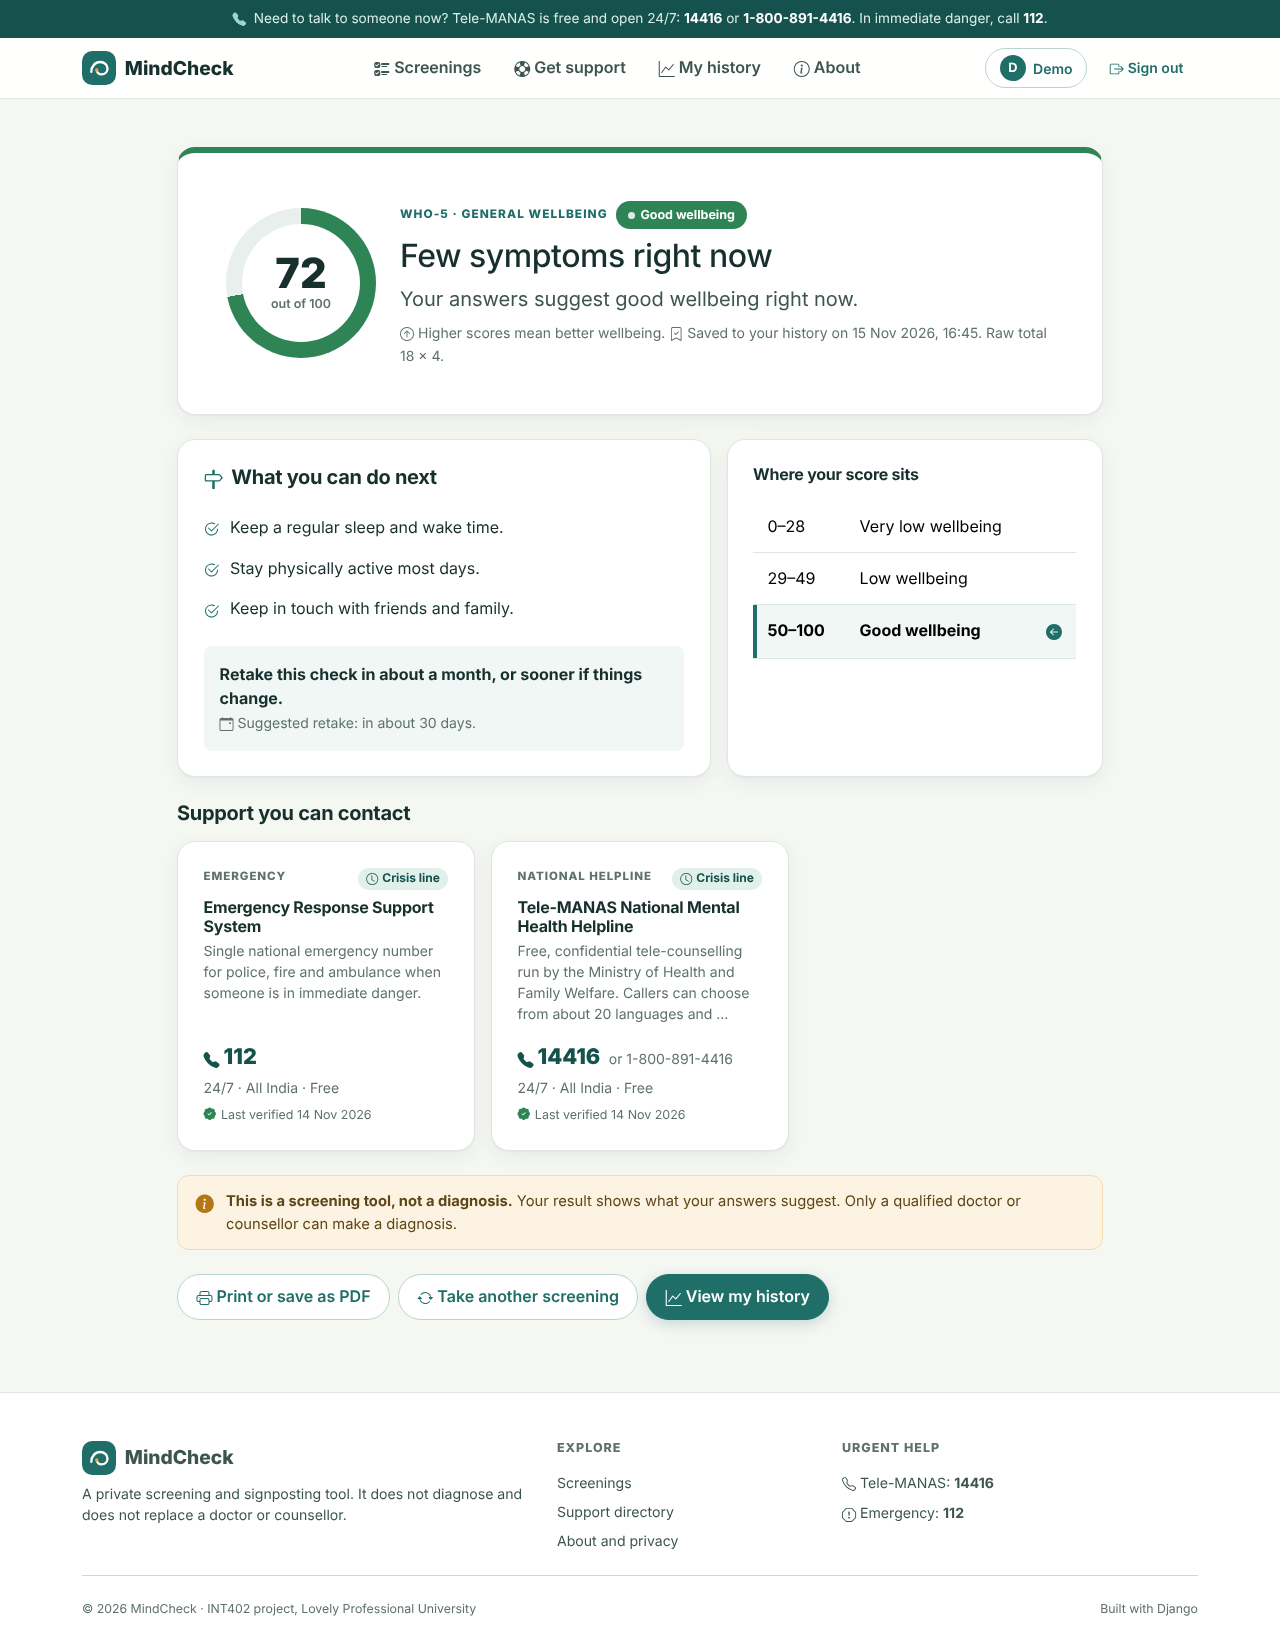 Need to talk to someone now? Tele-MANAS is free and open 24/7: 14416 or 1-800-891-4416. In immediate danger, call 112.
MindCheck
Screenings
Get support
My history
About
D
Demo
Sign out
72
out of 100
WHO-5 · GENERAL WELLBEING
Good wellbeing
Few symptoms right now
Your answers suggest good wellbeing right now.
Higher scores mean better wellbeing. Saved to your history on 15 Nov 2026, 16:45. Raw total
18 × 4.
What you can do next
Keep a regular sleep and wake time.
Stay physically active most days.
Keep in touch with friends and family.
Retake this check in about a month, or sooner if things
change.
Suggested retake: in about 30 days.
Where your score sits
0–28 Very low wellbeing
29–49 Low wellbeing
50–100 Good wellbeing
Support you can contact
EMERGENCY
Crisis line
Emergency Response Support
System
Single national emergency number
for police, fire and ambulance when
someone is in immediate danger.
112
24/7 · All India · Free
Last verified 14 Nov 2026
NATIONAL HELPLINE
Crisis line
Tele-MANAS National Mental
Health Helpline
Free, confidential tele-counselling
run by the Ministry of Health and
Family Welfare. Callers can choose
from about 20 languages and ...
14416 or 1-800-891-4416
24/7 · All India · Free
Last verified 14 Nov 2026
This is a screening tool, not a diagnosis. Your result shows what your answers suggest. Only a qualified doctor or
counsellor can make a diagnosis.
Print or save as PDF
Take another screening
View my history
MindCheck
A private screening and signposting tool. It does not diagnose and
does not replace a doctor or counsellor.
EXPLORE
Screenings
Support directory
About and privacy
URGENT HELP
Tele-MANAS: 14416
Emergency: 112
© 2026 MindCheck · INT402 project, Lovely Professional University
Built with Django